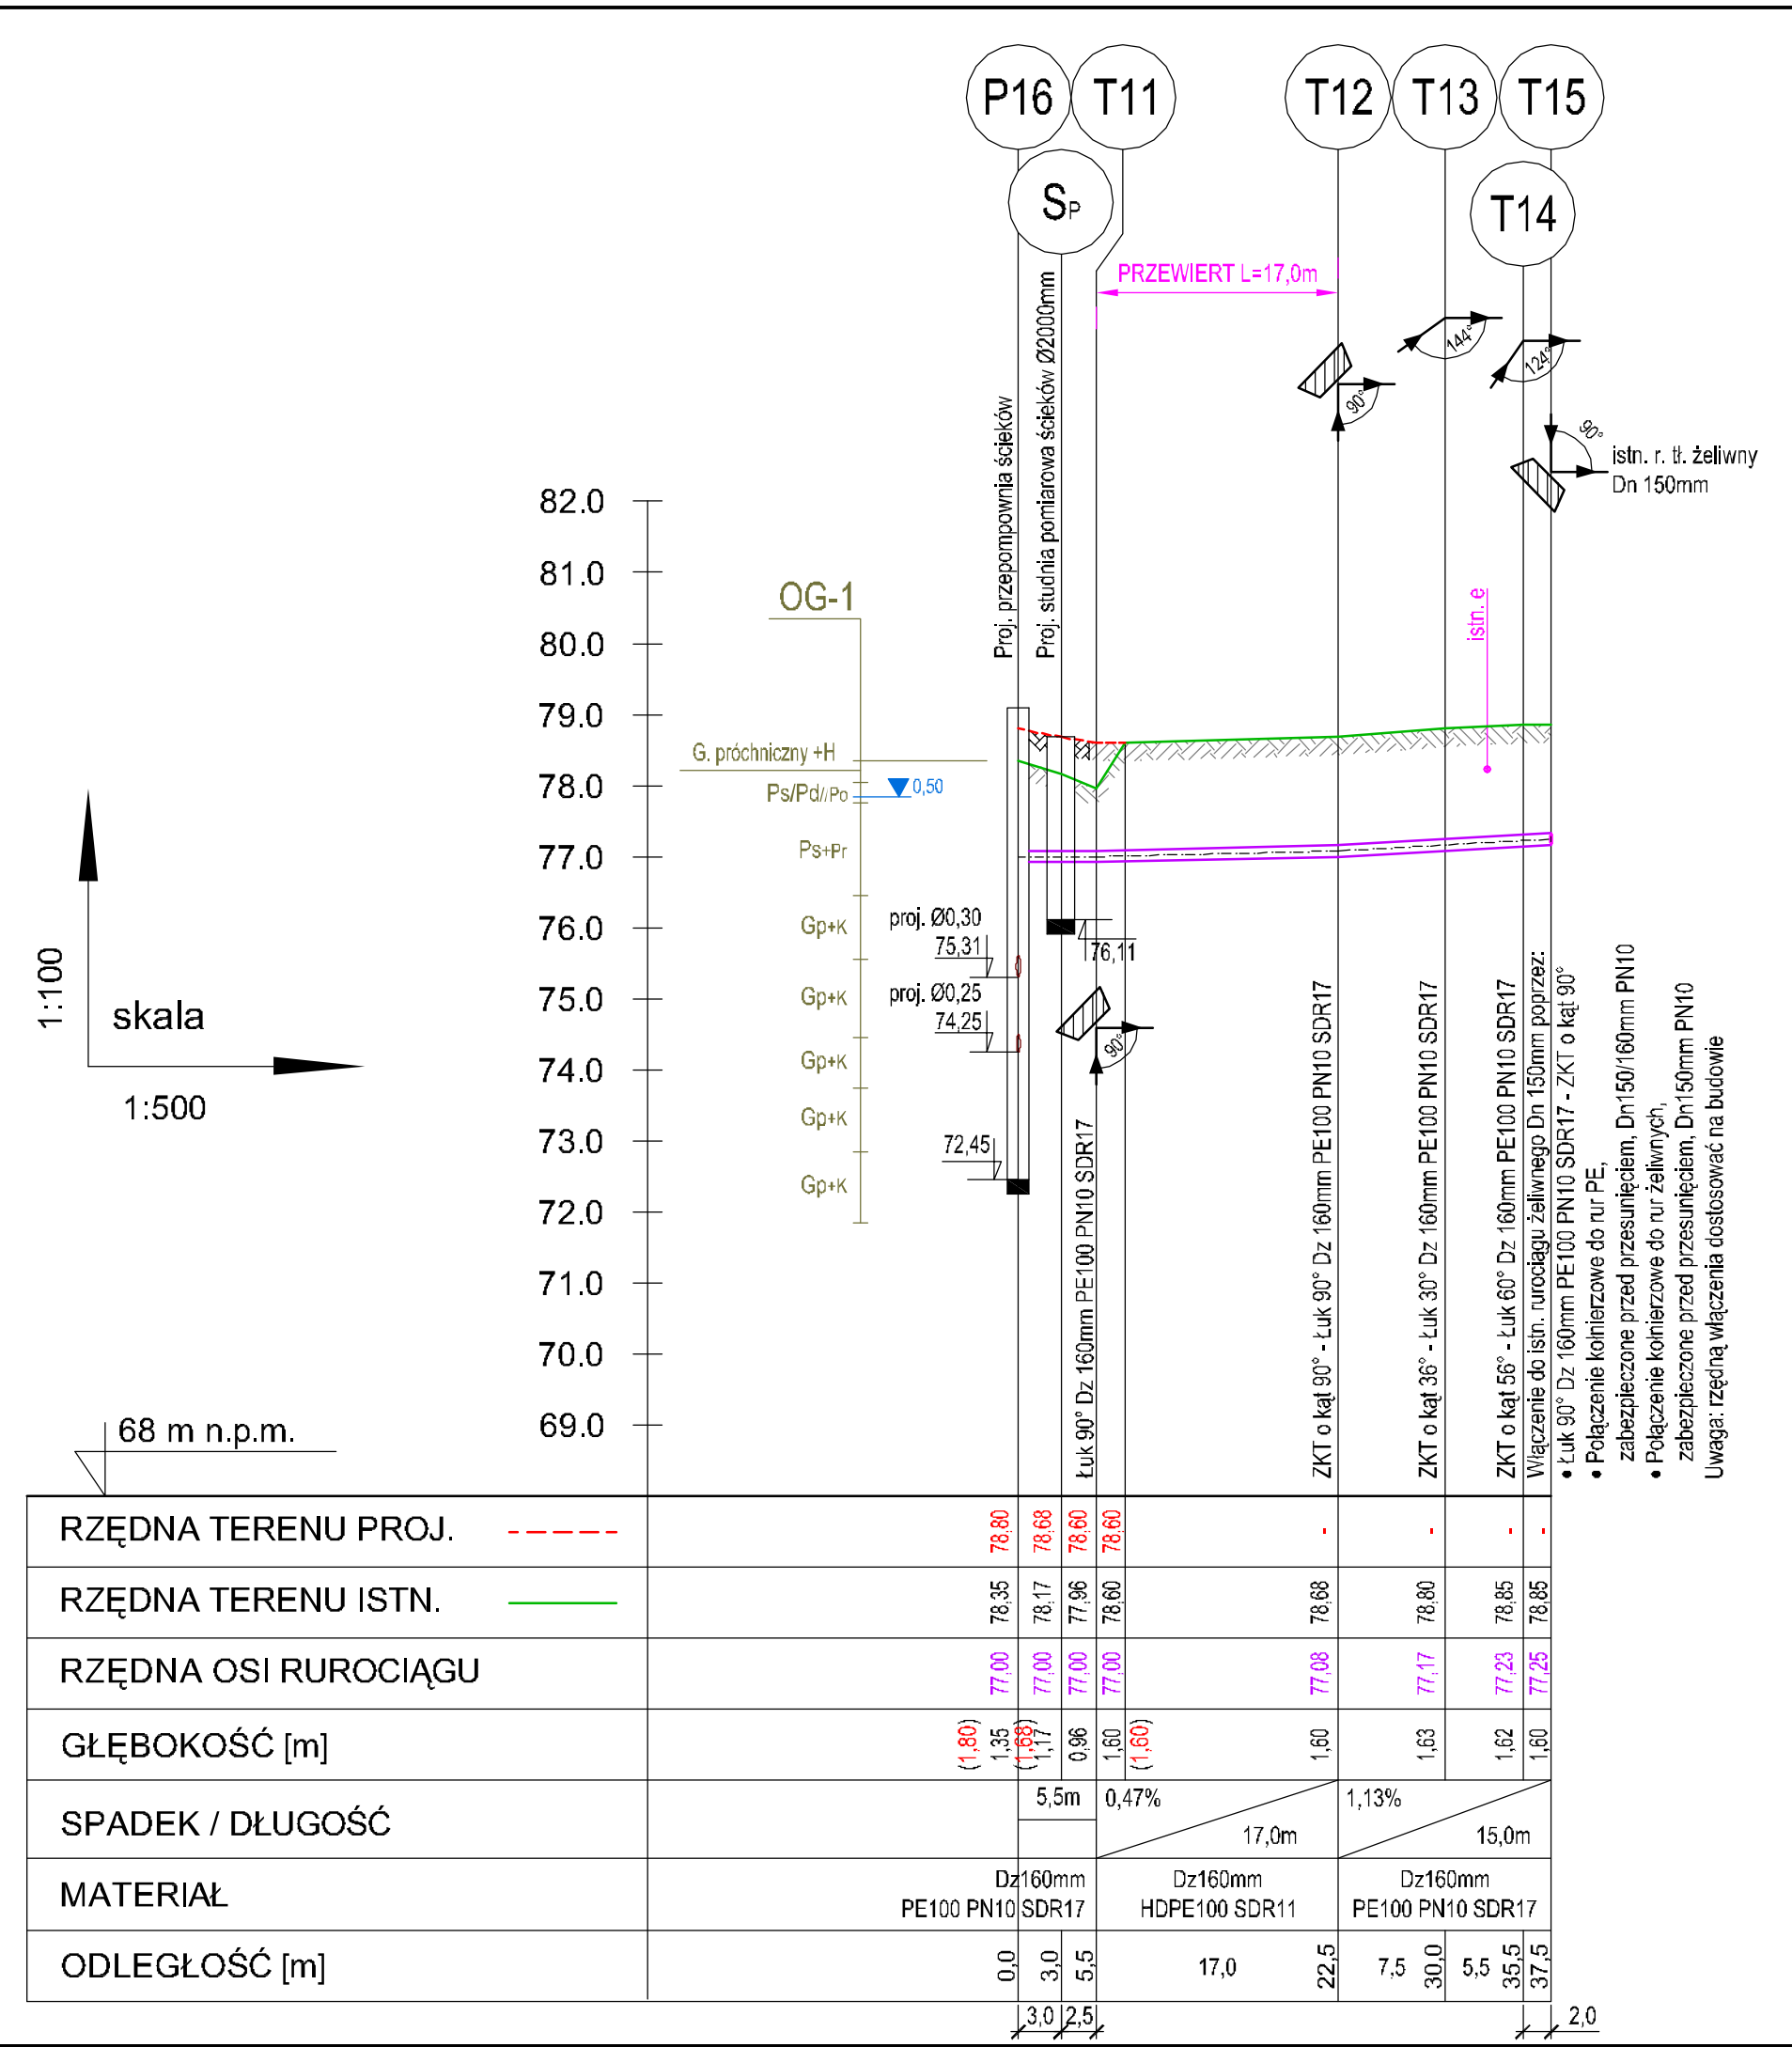 P16
T11
T12
T13
T15
SP
T14
PRZEWIERT L=17,0m
144°
124°
90°
90°
istn. r. tł. żeliwny
Dn 150mm
Proj. przepompownia ścieków
Proj. studnia pomiarowa ścieków Ø2000mm
istn. e
82.0
81.0
80.0
79.0
78.0
77.0
76.0
75.0
74.0
73.0
72.0
71.0
70.0
69.0
OG-1
G. próchniczny +H
Ps/Pd//Po
0,50
Ps+Pr
Gp+K
Gp+K
Gp+K
Gp+K
Gp+K
proj. Ø0,30
75,31
proj. Ø0,25
74,25
72,45
76,11
90°
1:100
skala
1:500
68 m n.p.m.
Łuk 90° Dz 160mm PE100 PN10 SDR17
ZKT o kąt 90° - Łuk 90° Dz 160mm PE100 PN10 SDR17
ZKT o kąt 36° - Łuk 30° Dz 160mm PE100 PN10 SDR17
ZKT o kąt 56° - Łuk 60° Dz 160mm PE100 PN10 SDR17
Włączenie do istn. rurociągu żeliwnego Dn 150mm poprzez:
• Łuk 90° Dz 160mm PE100 PN10 SDR17 - ZKT o kąt 90°
• Połączenie kołnierzowe do rur PE,
zabezpieczone przed przesunięciem, Dn150/160mm PN10
• Połączenie kołnierzowe do rur żeliwnych,
zabezpieczone przed przesunięciem, Dn150mm PN10
Uwaga: rzędną włączenia dostosować na budowie
RZĘDNA TERENU PROJ. 78,80 78,68 78,60 78,60 - - - -
RZĘDNA TERENU ISTN. 78,35 78,17 77,96 78,60 78,68 78,80 78,85 78,85
RZĘDNA OSI RUROCIĄGU 77,00 77,00 77,00 77,00 77,08 77,17 77,23 77,25
GŁĘBOKOŚĆ [m] (1,80) 1,35 (1,68) 1,17 0,96 1,60 (1,60) 1,60 1,63 1,62 1,60
SPADEK / DŁUGOŚĆ 5,5m 0,47% 17,0m 1,13% 15,0m
MATERIAŁ
Dz160mm
PE100 PN10 SDR17
Dz160mm
HDPE100 SDR11
Dz160mm
PE100 PN10 SDR17
ODLEGŁOŚĆ [m] 0,0 3,0 5,5 17,0 22,5 7,5 30,0 5,5 35,5 37,5
3,0 2,5 2,0